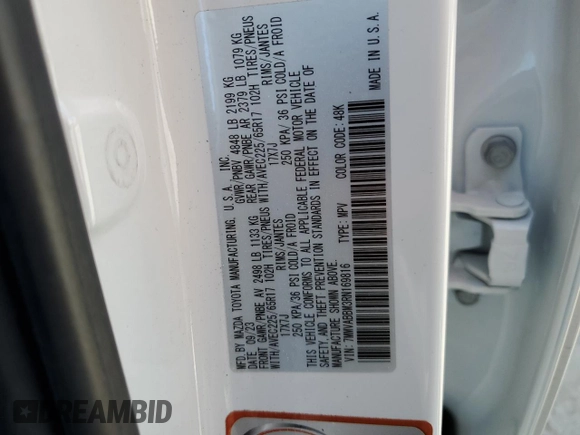 MFD.BY MAZDA TOYOTA MANUFACTURING, U.S.A., INC.
DATE 09/23 GVWR/PNBV 4848 LB 2199 KG
FRONT GAWR/PNBE AV 2498 LB 1133 KG REAR GAWR/PNBE AR 2379 LB 1079 KG
WITH/AVEC225/65R17 102H TIRES/PNEUS WITH/AVEC225/65R17 102H TIRES/PNEUS
17X7J RIMS/JANTES 17X7J RIMS/JANTES
250 KPA/36 PSI COLD/A FROID 250 KPA/ 36 PSI COLD/A FROID
THIS VEHICLE CONFORMS TO ALL APPLICABLE FEDERAL MOTOR VEHICLE
SAFETY, AND THEFT PREVENTION STANDARDS IN EFFECT ON THE DATE OF
MANUFACTURE SHOWN ABOVE.
VIN: 7MMVABBM3RN169816 TYPE: MPV COLOR CODE: 48K
MADE IN U.S.A.
DREAMBID